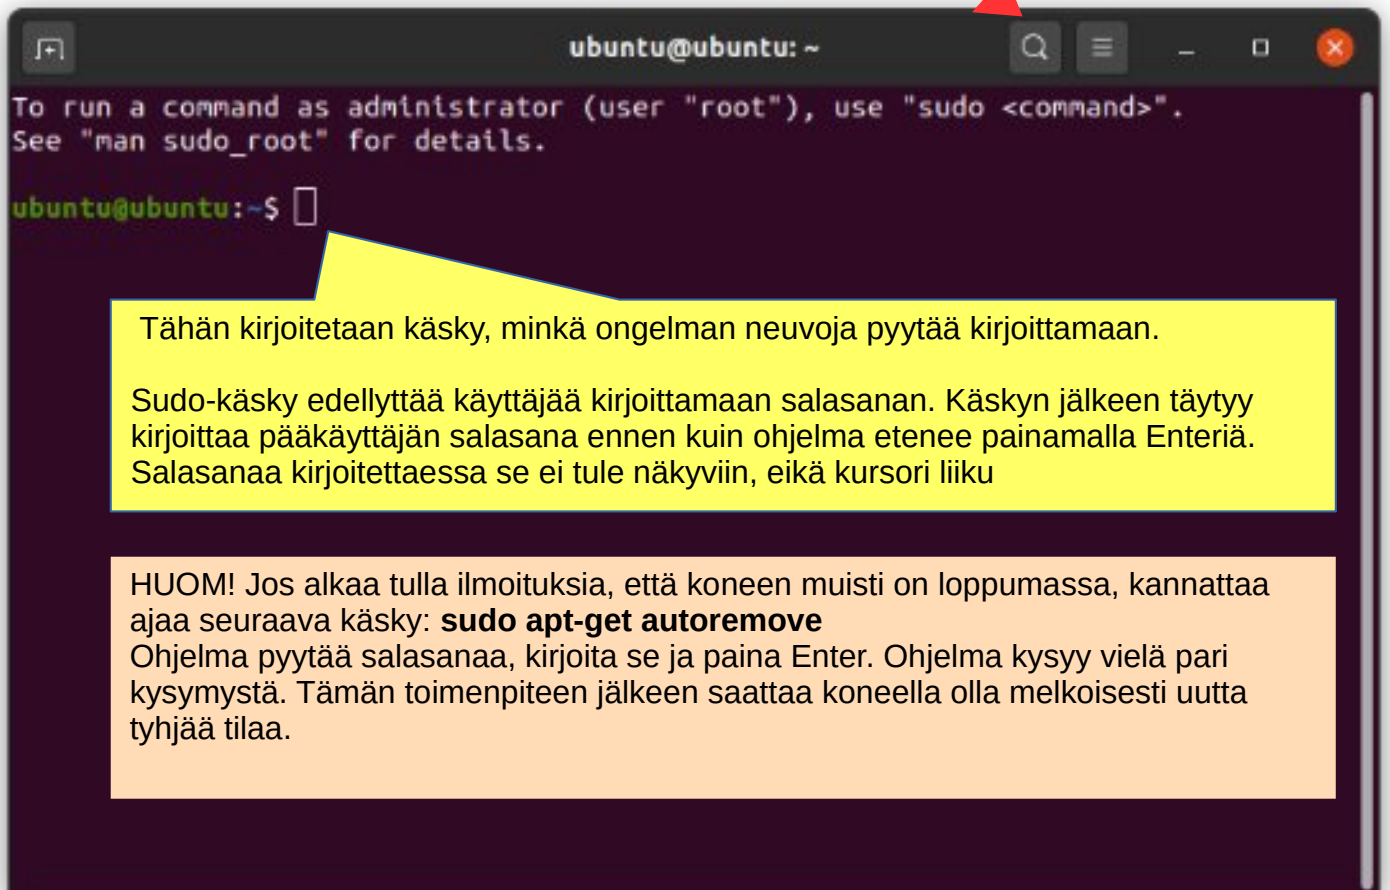 ubuntu@ubuntu: ~
To run a command as administrator (user "root"), use "sudo <command>".
See "man sudo_root" for details.
ubuntu@ubuntu:~$
Tähän kirjoitetaan käsky, minkä ongelman neuvoja pyytää kirjoittamaan.
Sudo-käsky edellyttää käyttäjää kirjoittamaan salasanan. Käskyn jälkeen täytyy
kirjoittaa pääkäyttäjän salasana ennen kuin ohjelma etenee painamalla Enteriä.
Salasanaa kirjoitettaessa se ei tule näkyviin, eikä kursori liiku
HUOM! Jos alkaa tulla ilmoituksia, että koneen muisti on loppumassa, kannattaa
ajaa seuraava käsky: sudo apt-get autoremove
Ohjelma pyytää salasanaa, kirjoita se ja paina Enter. Ohjelma kysyy vielä pari
kysymystä. Tämän toimenpiteen jälkeen saattaa koneella olla melkoisesti uutta
tyhjää tilaa.